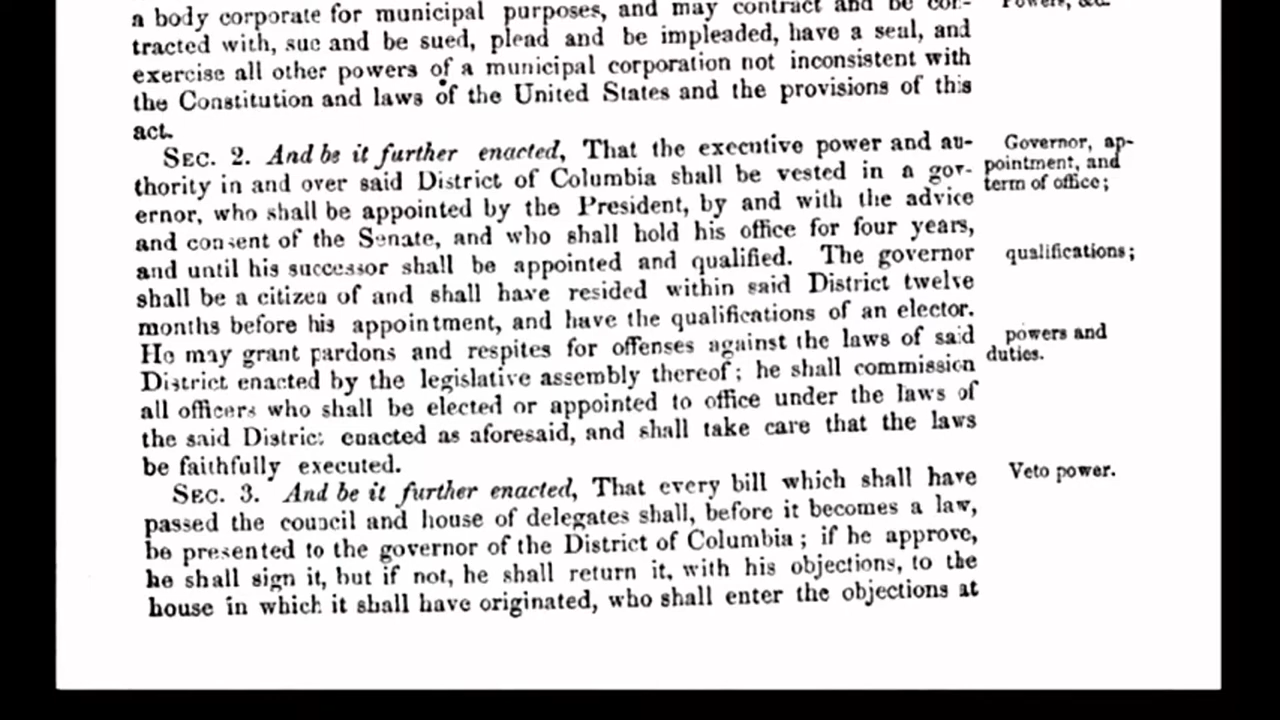 a body corporate for municipal purposes, and may contract and be con-
tracted with, sue and be sued, plead and be impleaded, have a seal, and
exercise all other powers of a municipal corporation not inconsistent with
the Constitution and laws of the United States and the provisions of this
act.
SEC. 2. And be it further enacted, That the executive power and au-
thority in and over said District of Columbia shall be vested in a gov-
ernor, who shall be appointed by the President, by and with the advice
and consent of the Senate, and who shall hold his office for four years,
and until his successor shall be appointed and qualified. The governor
shall be a citizen of and shall have resided within said District twelve
months before his appointment, and have the qualifications of an elector.
He may grant pardons and respites for offenses against the laws of said
District enacted by the legislative assembly thereof; he shall commission
all officers who shall be elected or appointed to office under the laws of
the said District enacted as aforesaid, and shall take care that the laws
be faithfully executed.
SEC. 3. And be it further enacted, That every bill which shall have
passed the council and house of delegates shall, before it becomes a law,
be presented to the governor of the District of Columbia; if he approve,
he shall sign it, but if not, he shall return it, with his objections, to the
house in which it shall have originated, who shall enter the objections at
Powers, &c.
Governor, ap-
pointment, and
term of office;
qualifications;
powers and
duties.
Veto power.